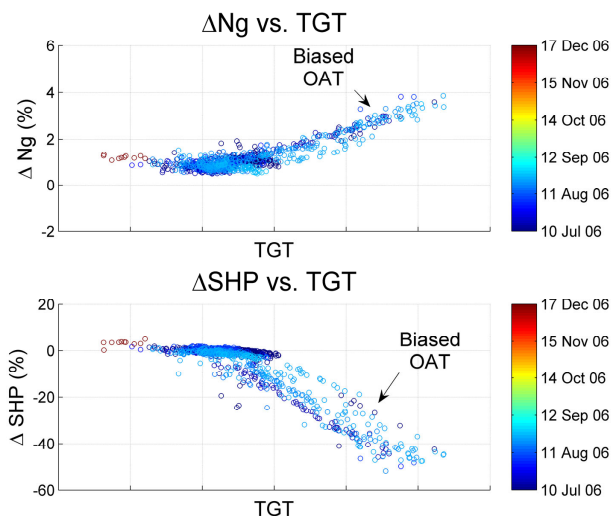 ΔNg vs. TGT
6
4
2
0
-2
Δ Ng (%)
Biased
OAT
TGT
17 Dec 06
15 Nov 06
14 Oct 06
12 Sep 06
11 Aug 06
10 Jul 06
ΔSHP vs. TGT
20
0
-20
-40
-60
Δ SHP (%)
Biased
OAT
TGT
17 Dec 06
15 Nov 06
14 Oct 06
12 Sep 06
11 Aug 06
10 Jul 06